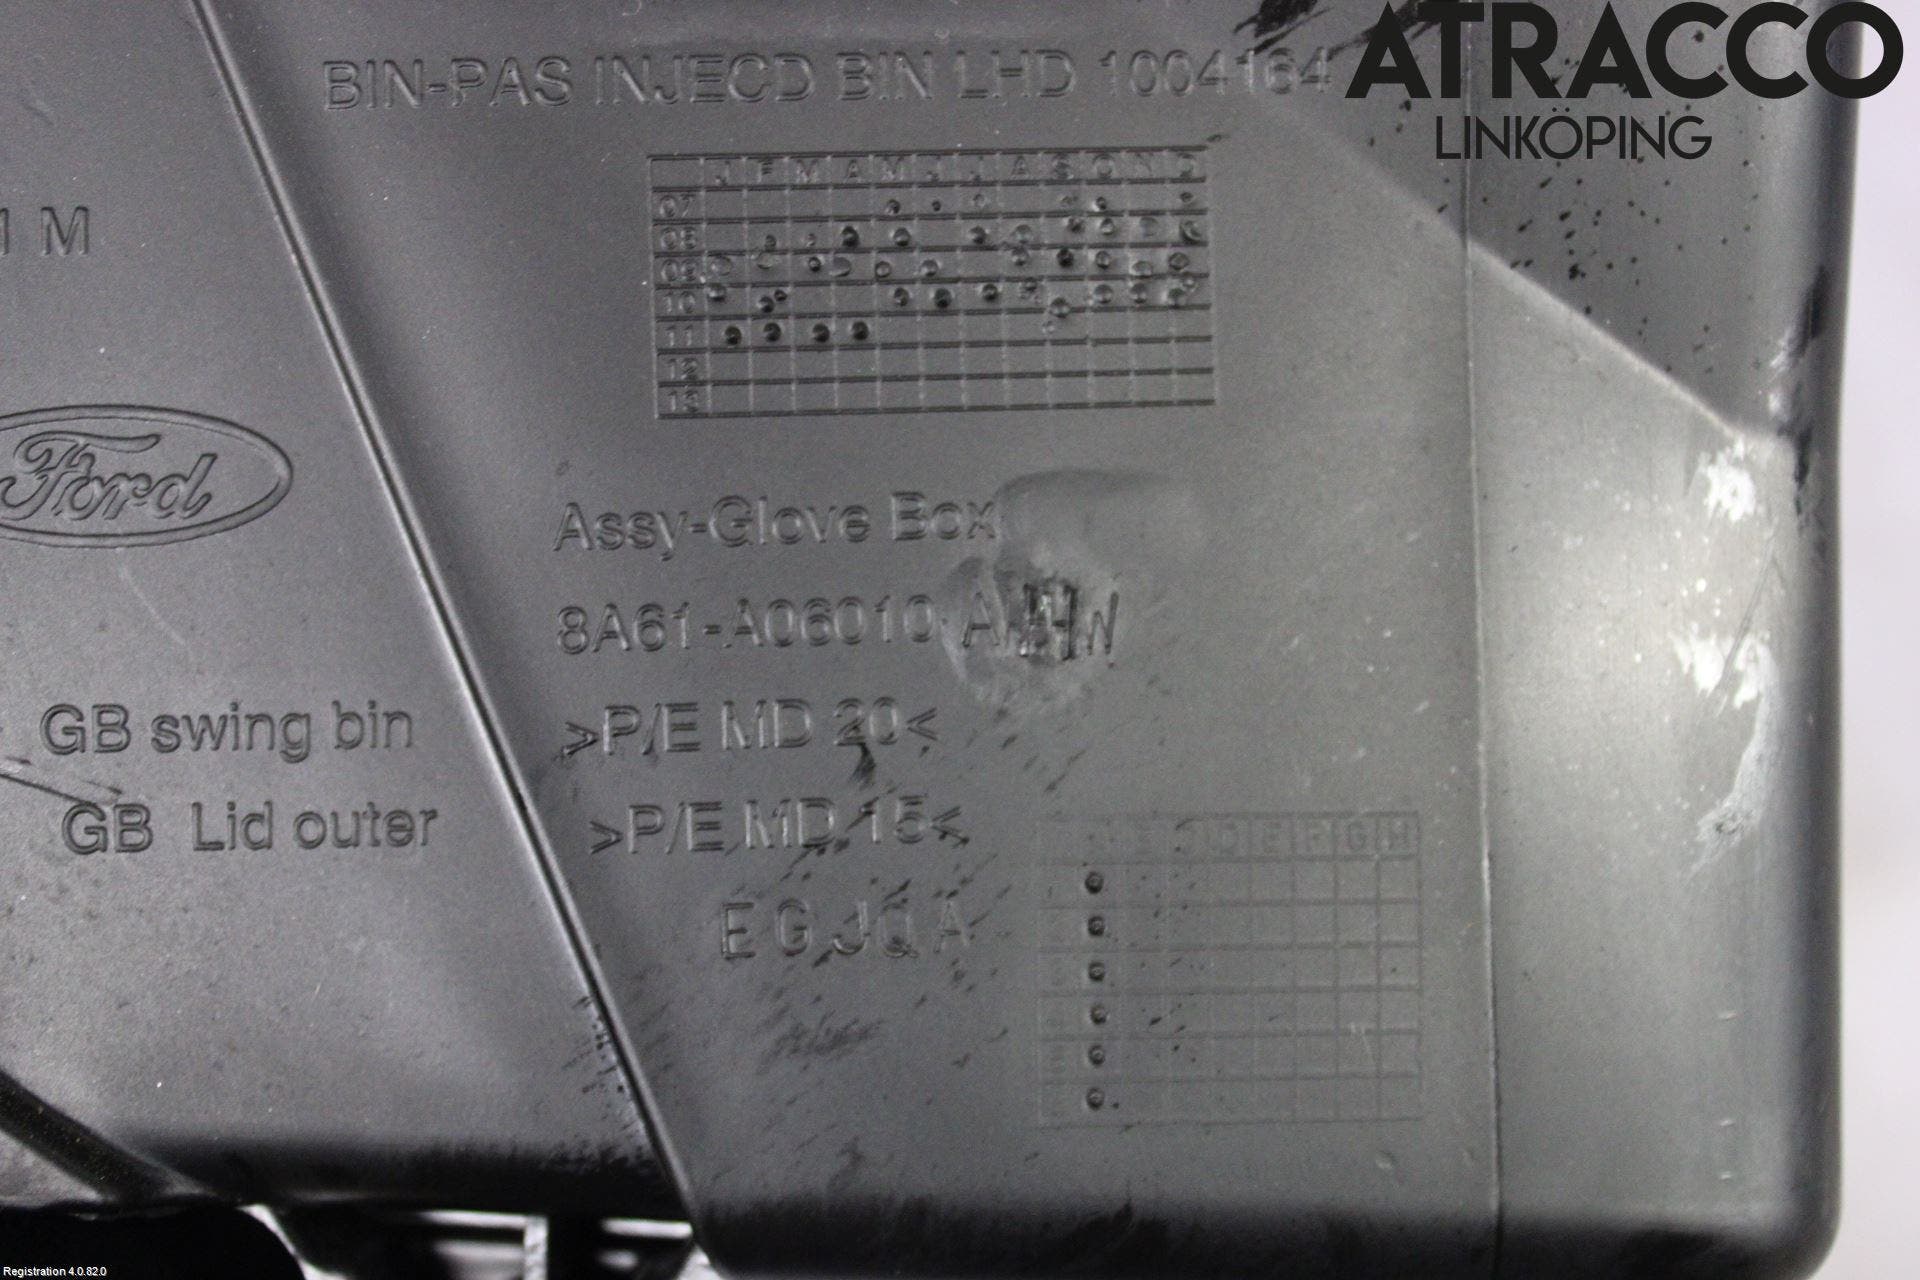 ATRACCO
LINKÖPING
BIN-PAS INJECD BIN LHD 1004164
J F M A M J J A S O N D
07
08
09
10
11
12
13
1 M
Ford
Assy-Glove Box
8A61-A06010
GB swing bin >P/E MD 20<
GB Lid outer >P/E MD 15<
E G J Q A
D E F G H
Registration 4.0.82.0